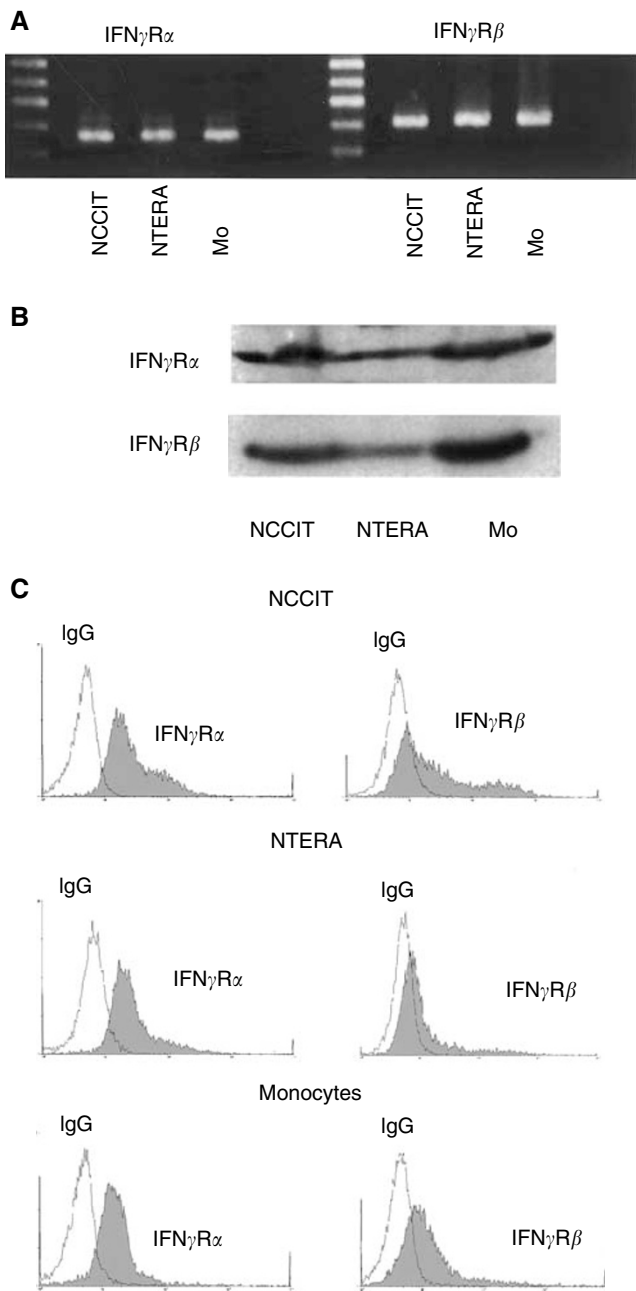 A
IFNγRα IFNγRβ
NCCIT NTERA Mo NCCIT NTERA Mo
B
IFNγRα
IFNγRβ
NCCIT NTERA Mo
C
NCCIT
IgG IgG
IFNγRα IFNγRβ
NTERA
IgG IgG
IFNγRα IFNγRβ
Monocytes
IgG IgG
IFNγRα IFNγRβ